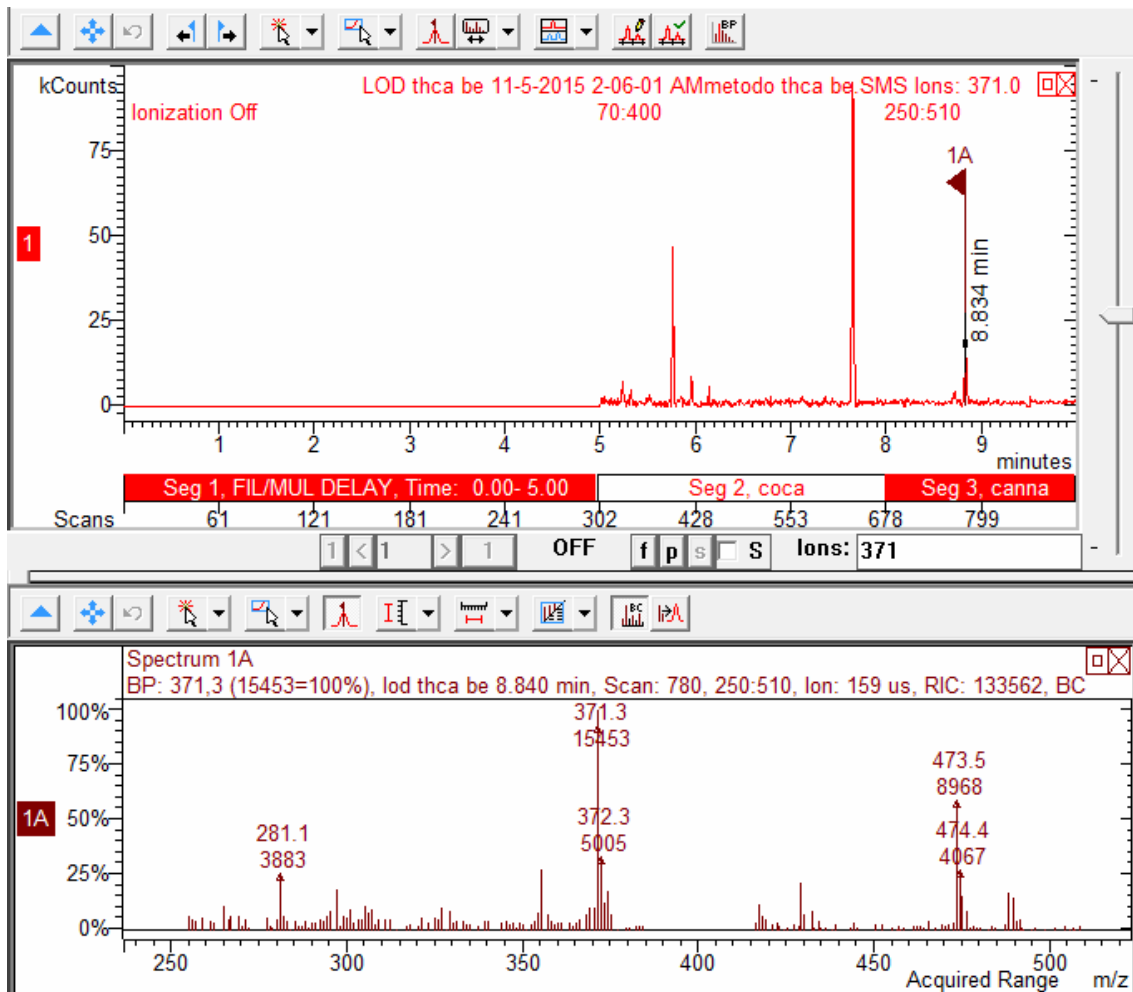 BP
kCounts
LOD thca be 11-5-2015 2-06-01 AMmetodo thca be.SMS Ions: 371.0
Ionization Off 70:400 250:510
1A
75
50
25
0
1
8.834 min
1 2 3 4 5 6 7 8 9
minutes
Seg 1, FIL/MUL DELAY, Time: 0.00- 5.00 Seg 2, coca Seg 3, canna
Scans 61 121 181 241 302 428 553 678 799
1 < 1 > 1 OFF f p s S Ions: 371
BC
Spectrum 1A
BP: 371,3 (15453=100%), lod thca be 8.840 min, Scan: 780, 250:510, Ion: 159 us, RIC: 133562, BC
100%
75%
50%
25%
0%
1A
281.1
3883
371.3
15453
372.3
5005
473.5
8968
474.4
4067
250 300 350 400 450 500
Acquired Range m/z